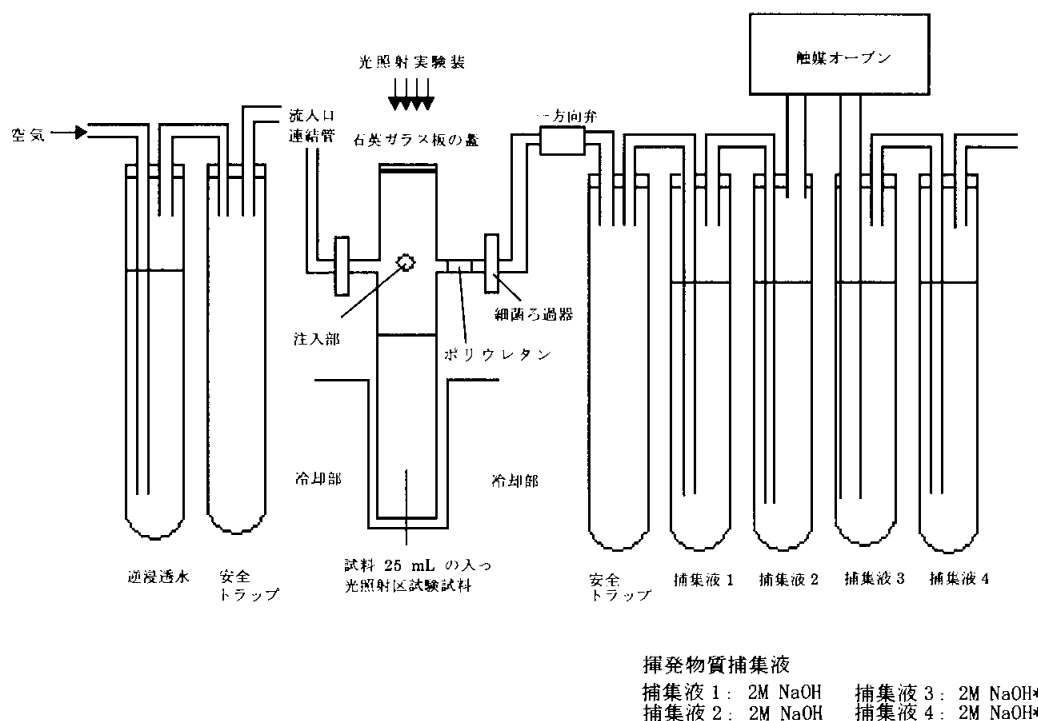 光照射実験装
触媒オーブン
空気
流入口
連結管
石英ガラス板の蓋
一方向弁
注入部
細菌ろ過器
ポリウレタン
冷却部
冷却部
逆浸透水
安全
トラップ
試料 25 mL の入っ
光照射区試験試料
安全
トラップ
捕集液 1
捕集液 2
捕集液 3
捕集液 4
揮発物質捕集液
捕集液 1： 2M NaOH 捕集液 3： 2M NaOH*
捕集液 2： 2M NaOH 捕集液 4： 2M NaOH*